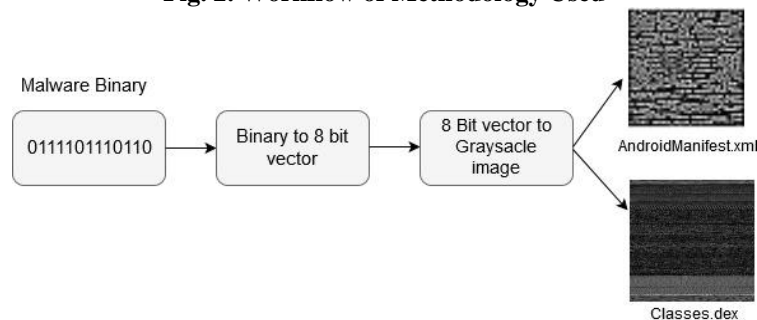 Malware Binary
0111101110110
Binary to 8 bit
vector
8 Bit vector to
Graysacle
image
AndroidManifest.xml
Classes.dex